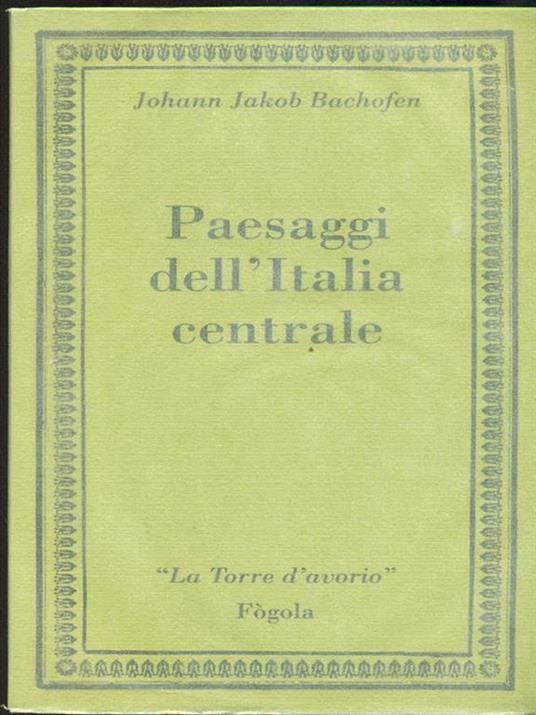 Johann Jakob Bachofen
Paesaggi
dell'Italia
centrale
"La Torre d'avorio"
Fògola